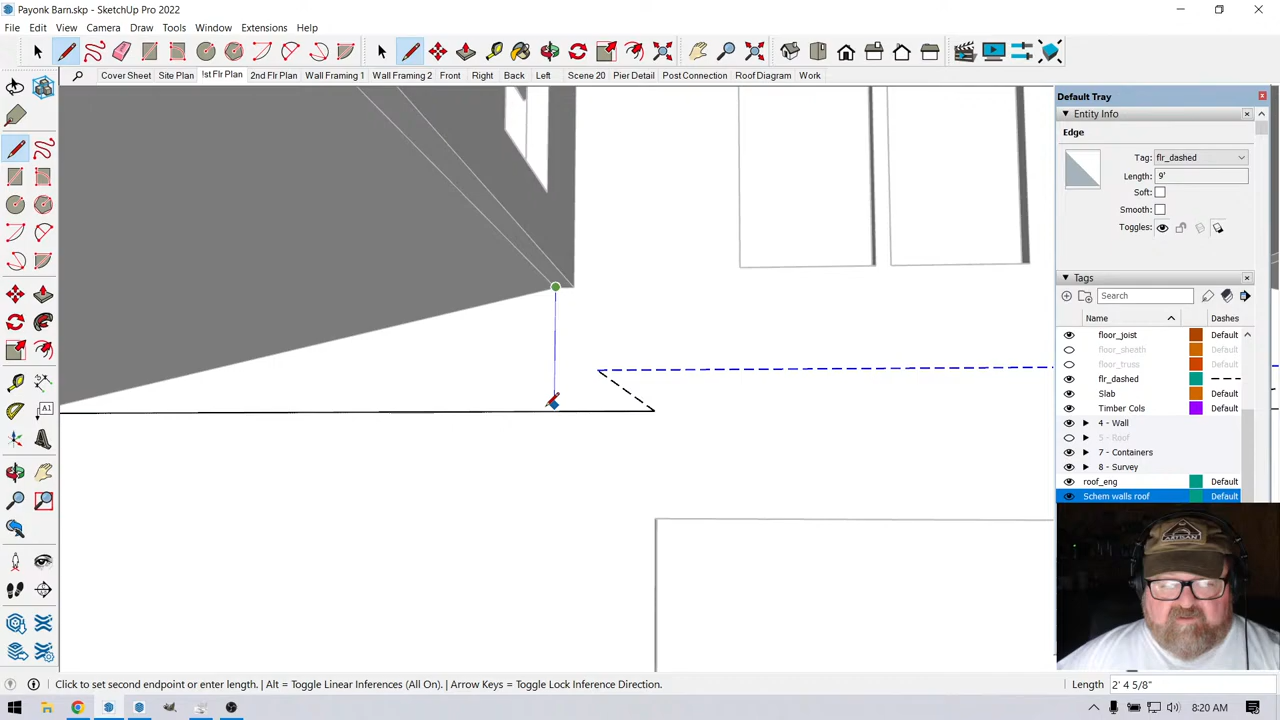 Payonk Barn.skp - SketchUp Pro 2022
File Edit View Camera Draw Tools Window Extensions Help
Cover Sheet Site Plan !st Flr Plan 2nd Flr Plan Wall Framing 1 Wall Framing 2 Front Right Back Left Scene 20 Pier Detail Post Connection Roof Diagram Work
Default Tray
Entity Info
Edge
Tag: flr_dashed
Length: 9'
Soft:
Smooth:
Toggles:
Tags
Search
Name Dashes
floor_joist Default
floor_sheath Default
floor_truss Default
flr_dashed
Slab Default
Timber Cols Default
4 - Wall
5 - Roof
7 - Containers
8 - Survey
roof_eng Default
Schem walls roof Default
ARTISAN
A1
Click to set second endpoint or enter length. | Alt = Toggle Linear Inferences (All On). | Arrow Keys = Toggle Lock Inference Direction.
Length 2' 4 5/8"
8:20 AM